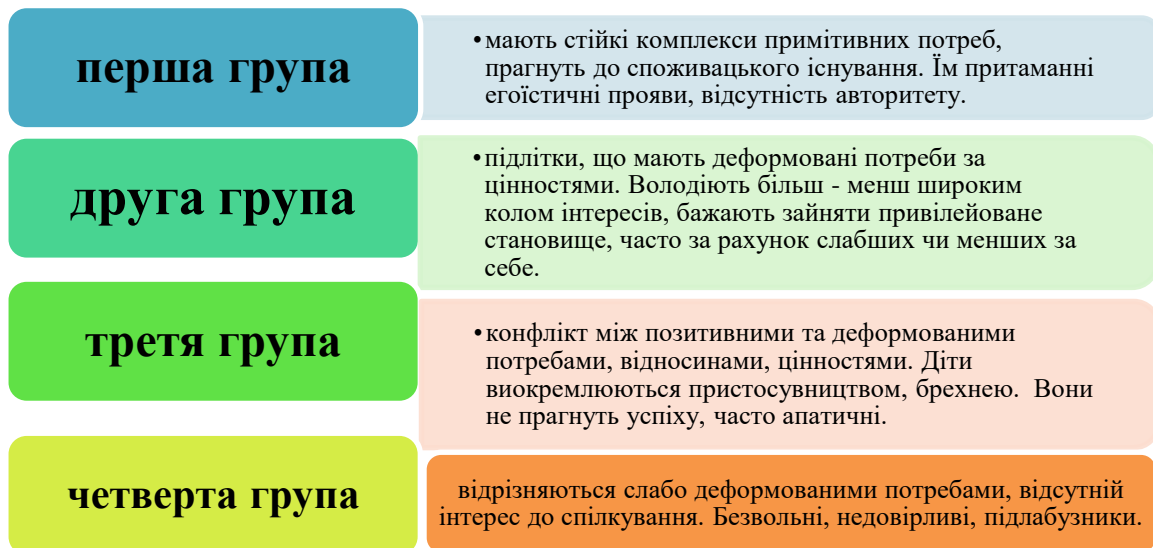 перша група
• мають стійкі комплекси примітивних потреб,
прагнуть до споживацького існування. Їм притаманні
егоїстичні прояви, відсутність авторитету.
друга група
• підлітки, що мають деформовані потреби за
цінностями. Володіють більш - менш широким
колом інтересів, бажають зайняти привілейоване
становище, часто за рахунок слабших чи менших за
себе.
третя група
• конфлікт між позитивними та деформованими
потребами, відносинами, цінностями. Діти
виокремлюються пристосувництвом, брехнею. Вони
не прагнуть успіху, часто апатичні.
четверта група
відрізняються слабо деформованими потребами, відсутній
інтерес до спілкування. Безвольні, недовірливі, підлабузники.